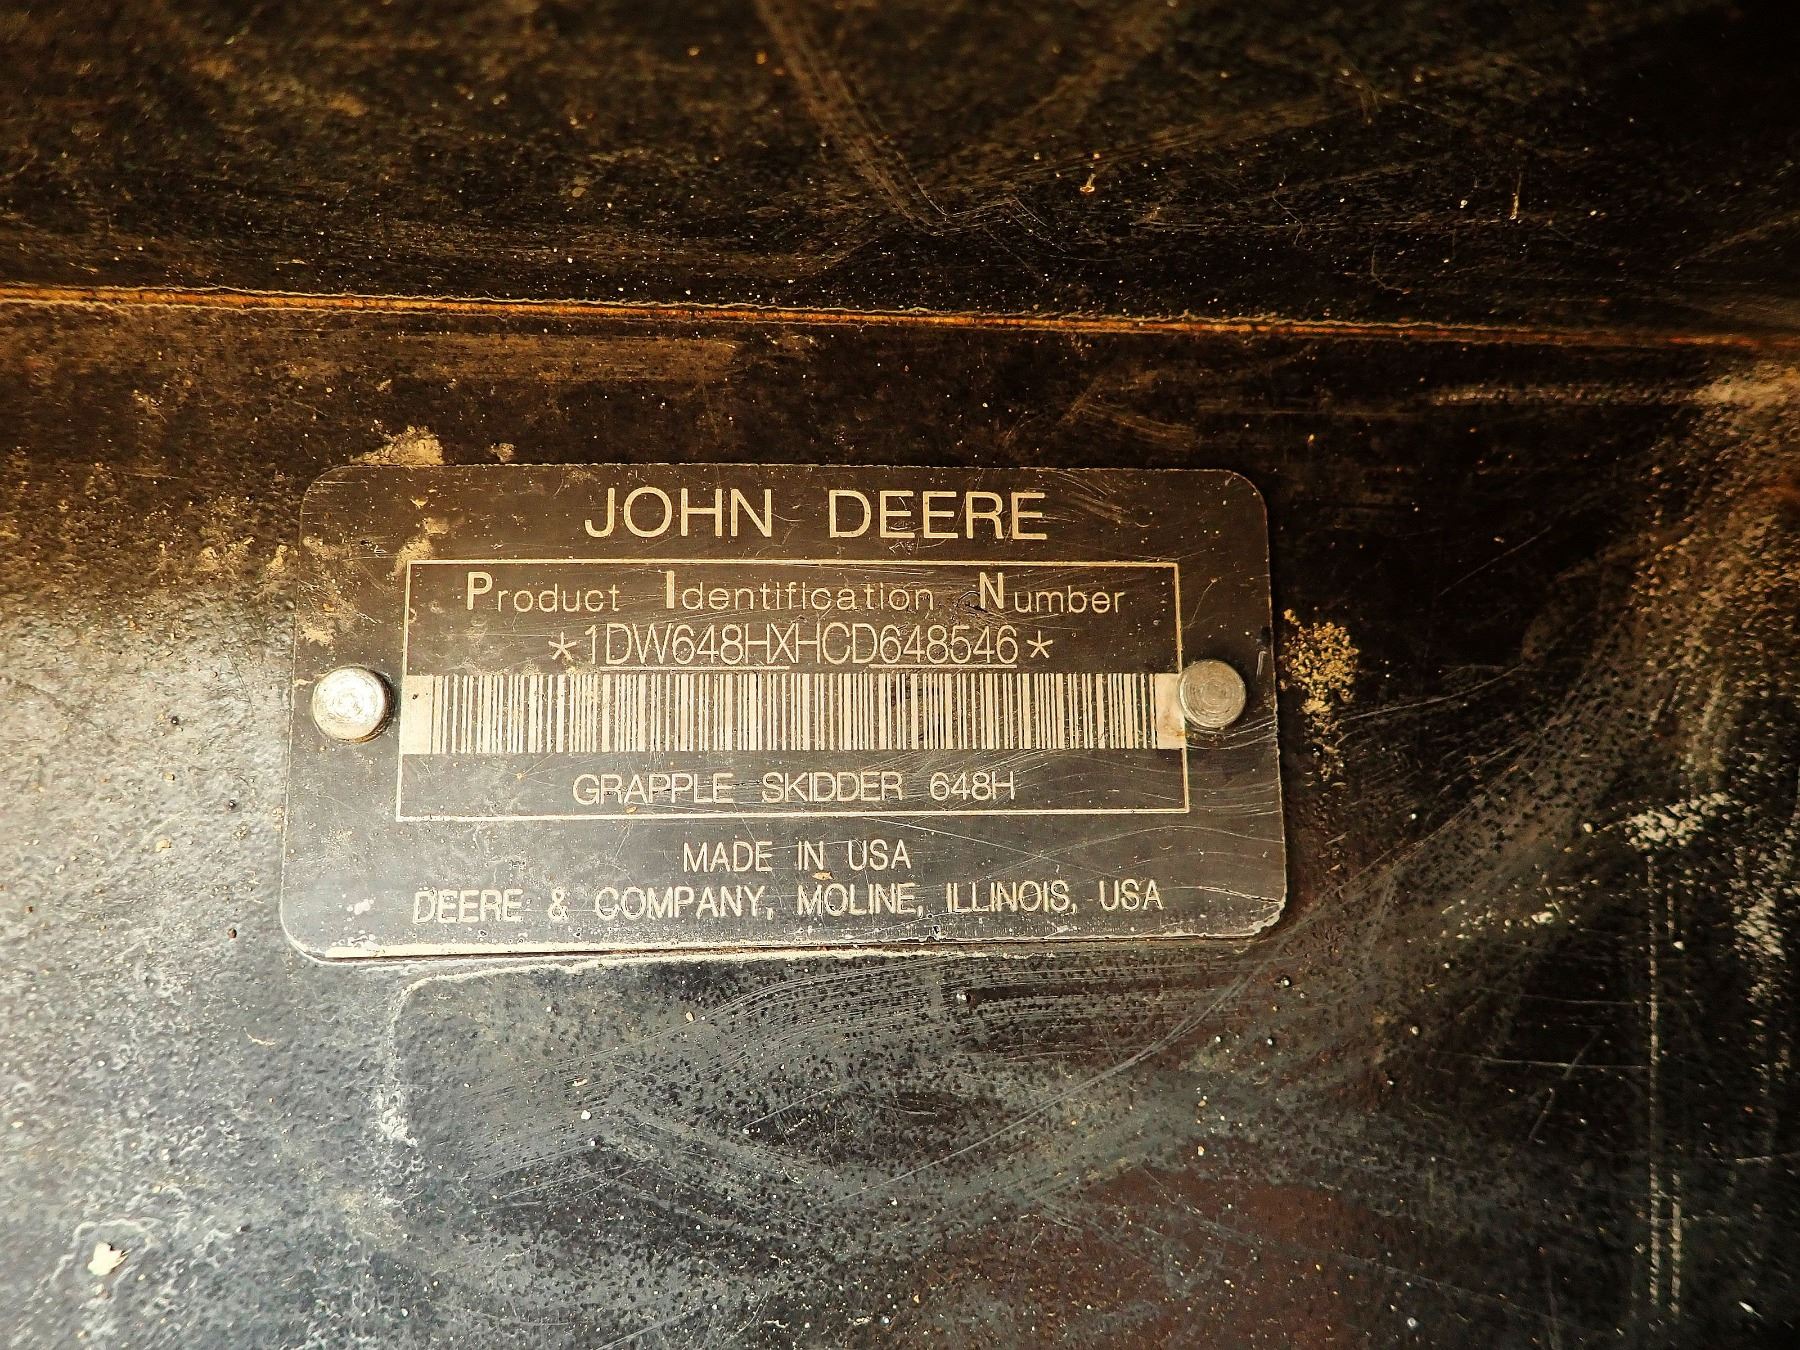 JOHN DEERE
Product Identification Number
*1DW648HXHCD648546*
GRAPPLE SKIDDER 648H
MADE IN USA
DEERE & COMPANY, MOLINE, ILLINOIS, USA